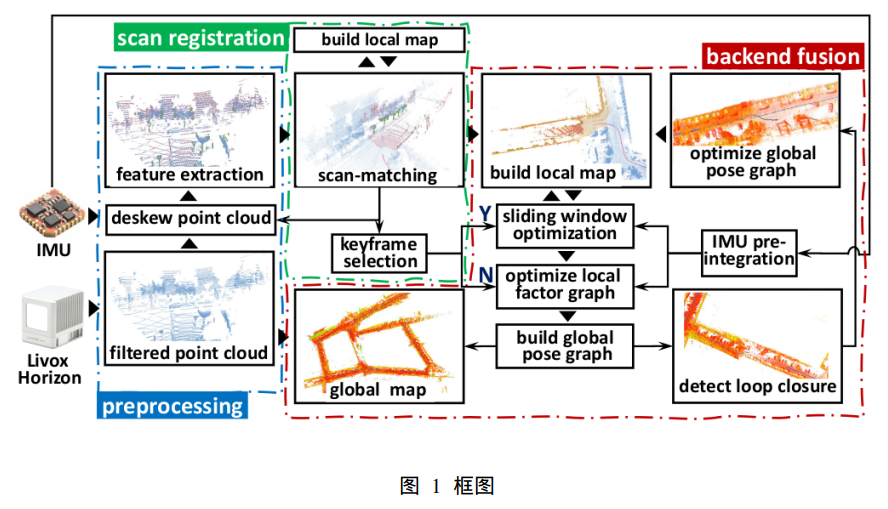 scan registration
build local map
backend fusion
feature extraction
scan-matching
build local map
optimize global
pose graph
IMU
deskew point cloud
keyframe
selection
Y
sliding window
optimization
IMU pre-
integration
N
optimize local
factor graph
Livox
Horizon
filtered point cloud
global map
build global
pose graph
detect loop closure
preprocessing
图 1 框图